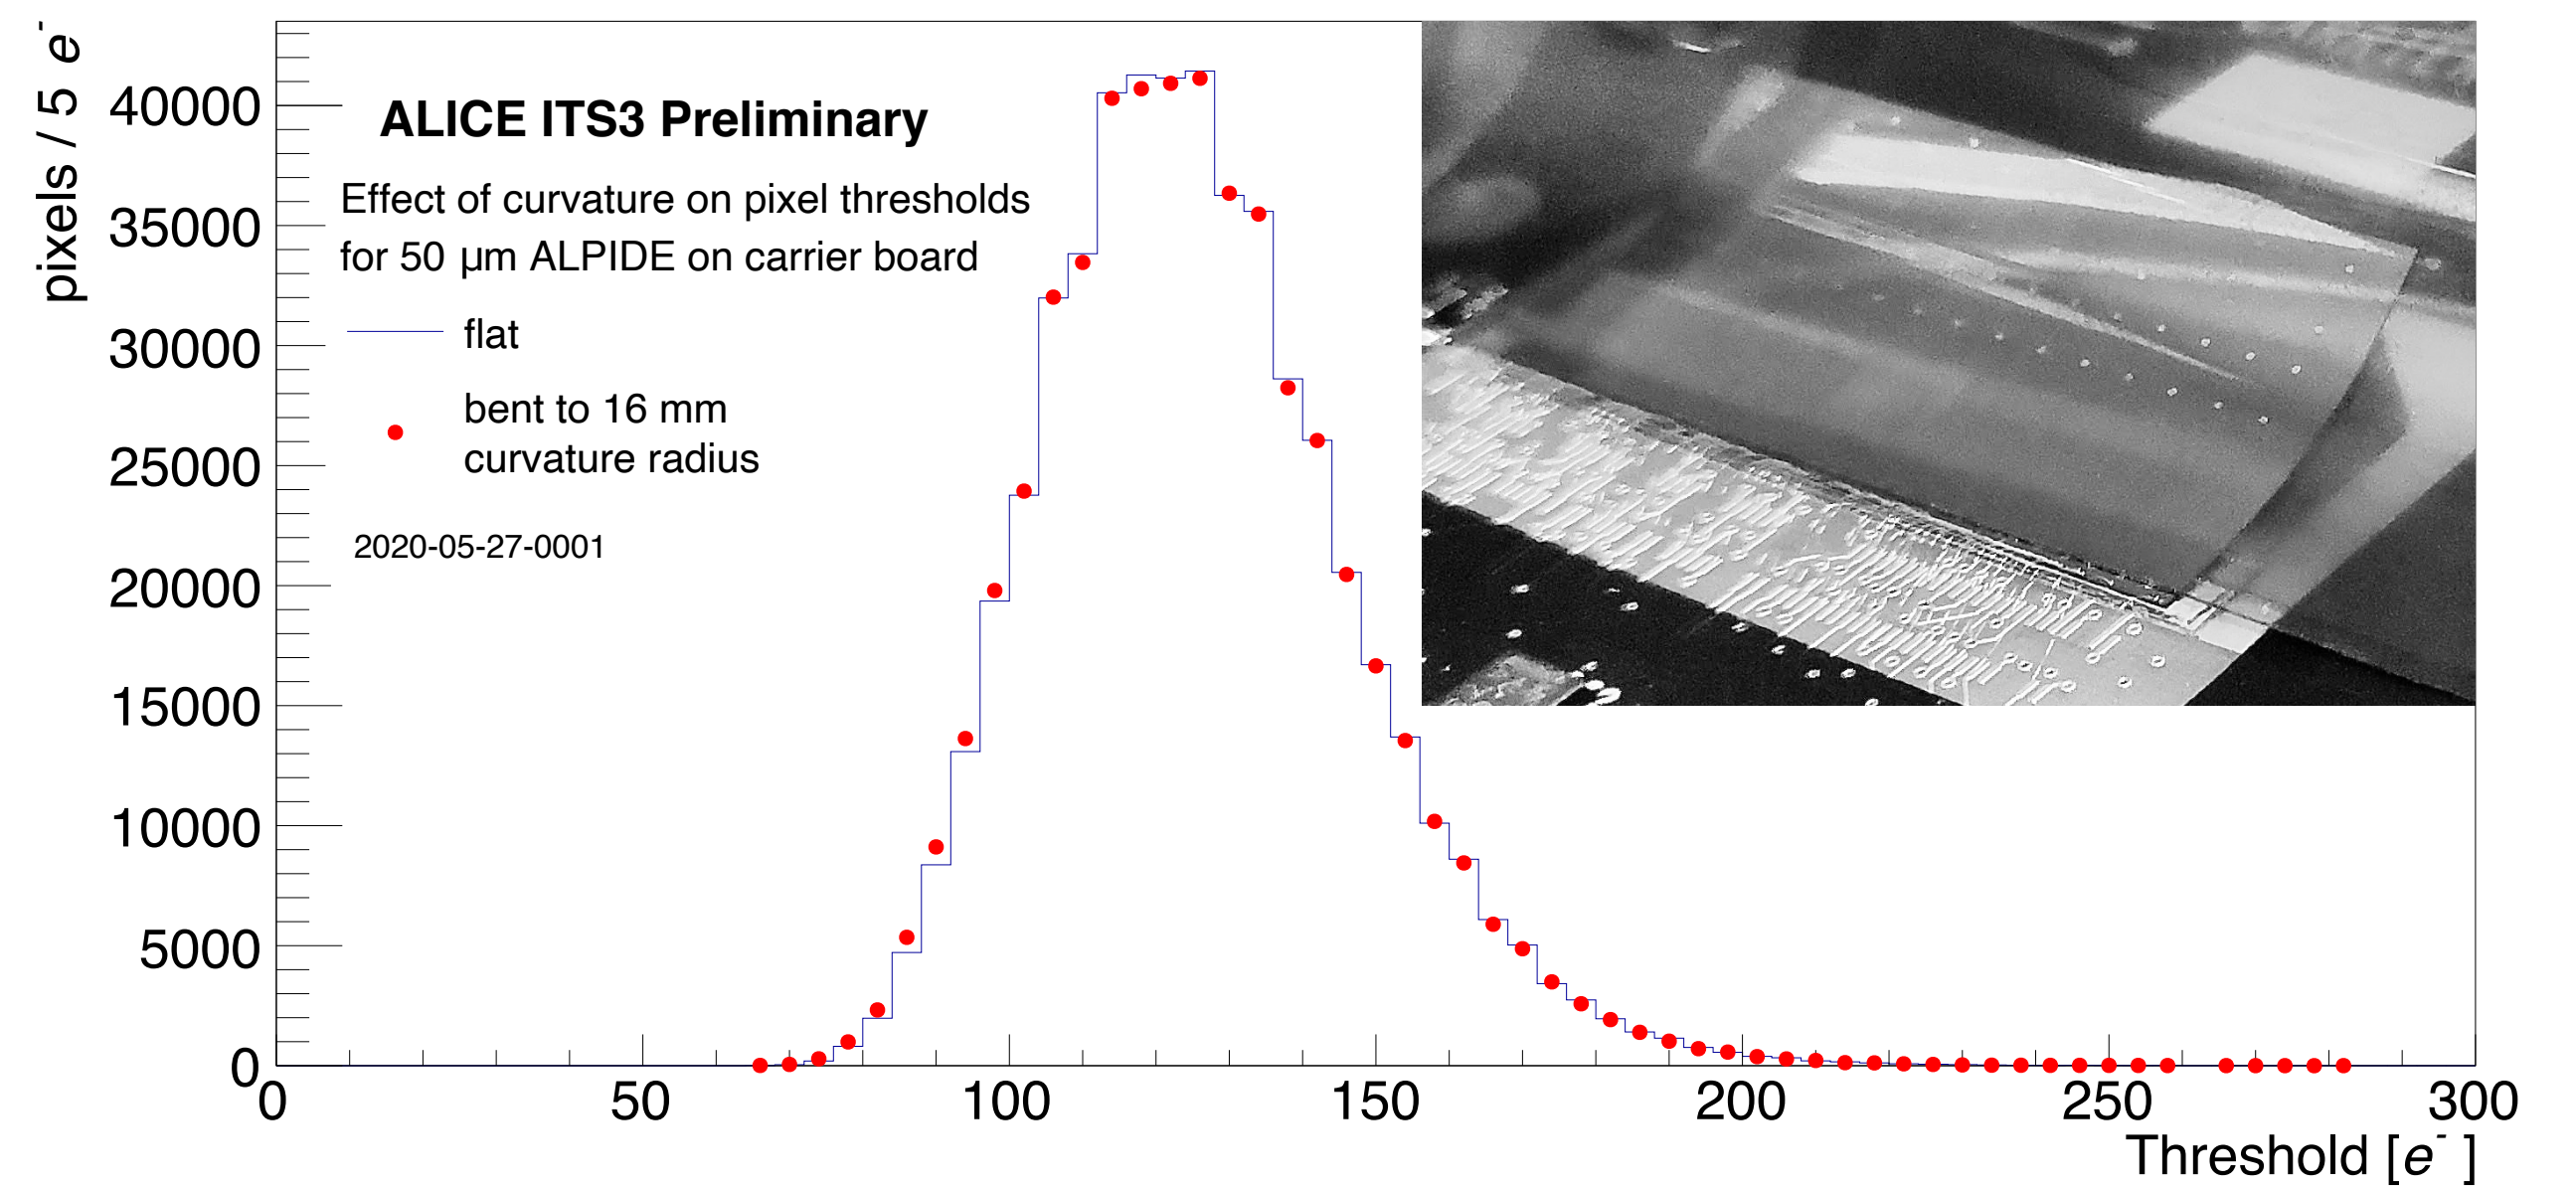 pixels / 5 e⁻
40000
35000
30000
25000
20000
15000
10000
5000
0
ALICE ITS3 Preliminary
Effect of curvature on pixel thresholds
for 50 µm ALPIDE on carrier board
flat
bent to 16 mm
curvature radius
2020-05-27-0001
0 50 100 150 200 250 300
Threshold [e⁻ ]